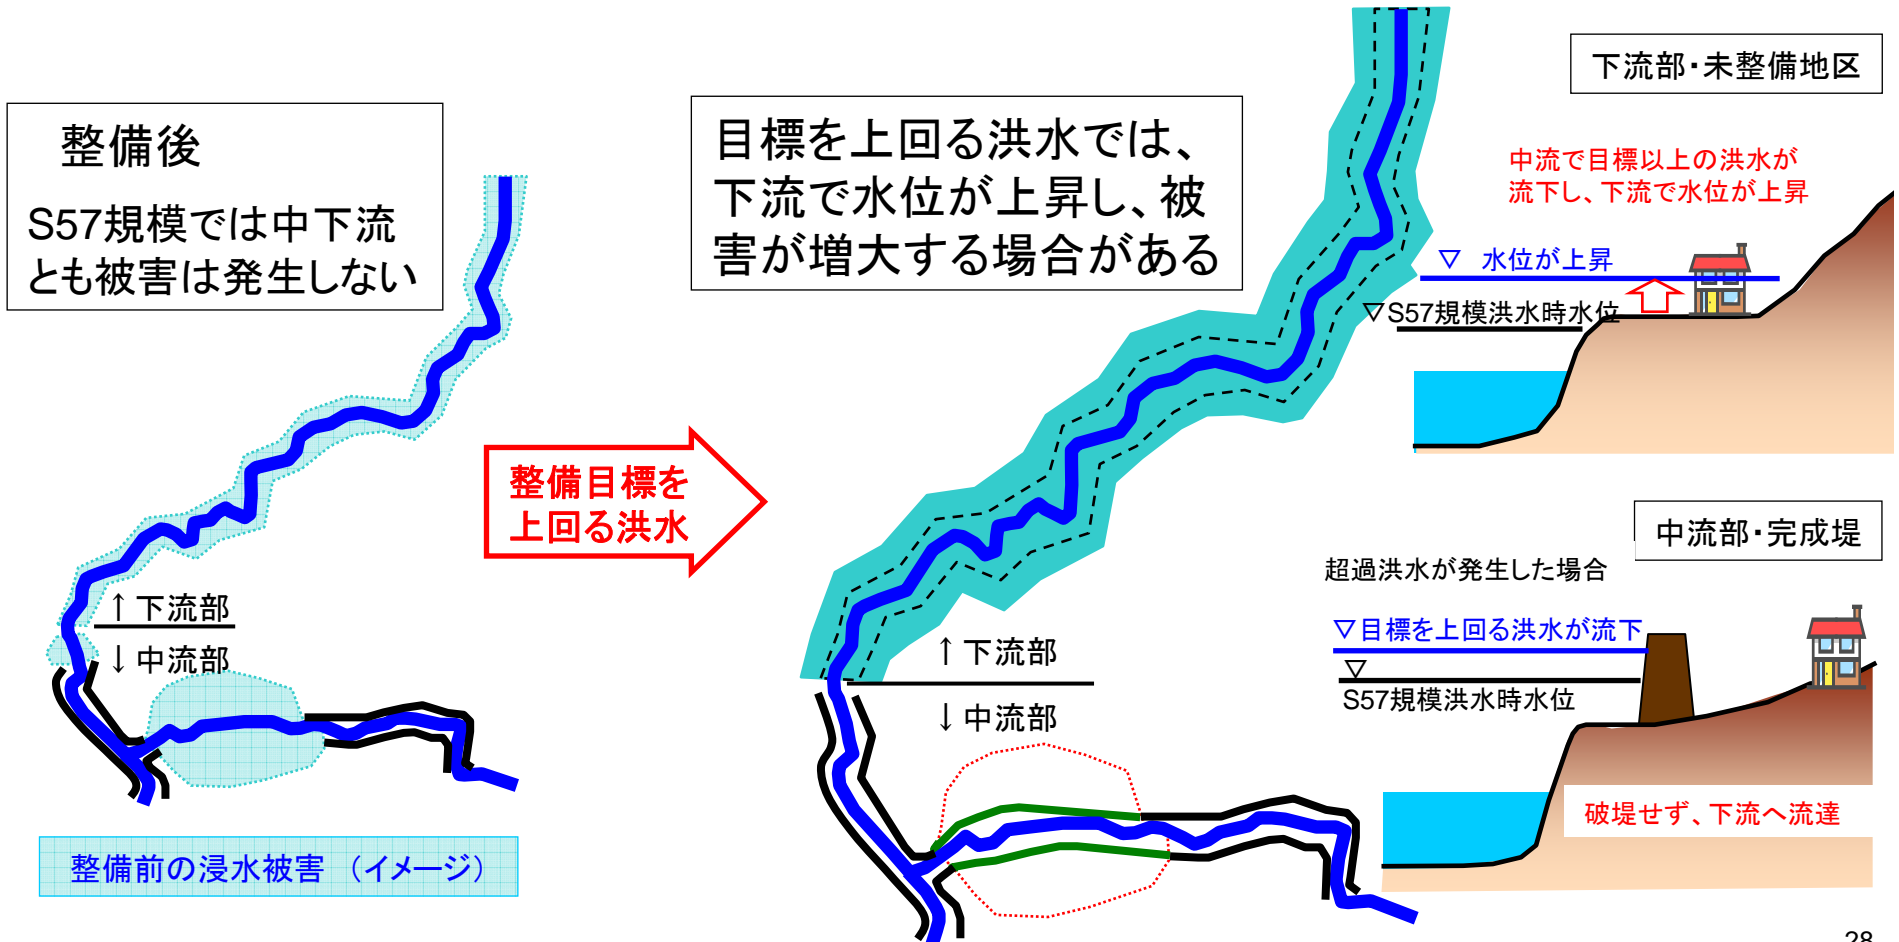 整備後
S57規模では中下流
とも被害は発生しない
↑下流部
↓中流部
整備前の浸水被害 （イメージ）
整備目標を
上回る洪水
目標を上回る洪水では、
下流で水位が上昇し、被
害が増大する場合がある
↑下流部
↓中流部
下流部・未整備地区
中流で目標以上の洪水が
流下し、下流で水位が上昇
▽ 水位が上昇
▽S57規模洪水時水位
中流部・完成堤
超過洪水が発生した場合
▽目標を上回る洪水が流下
▽
S57規模洪水時水位
破堤せず、下流へ流達
28